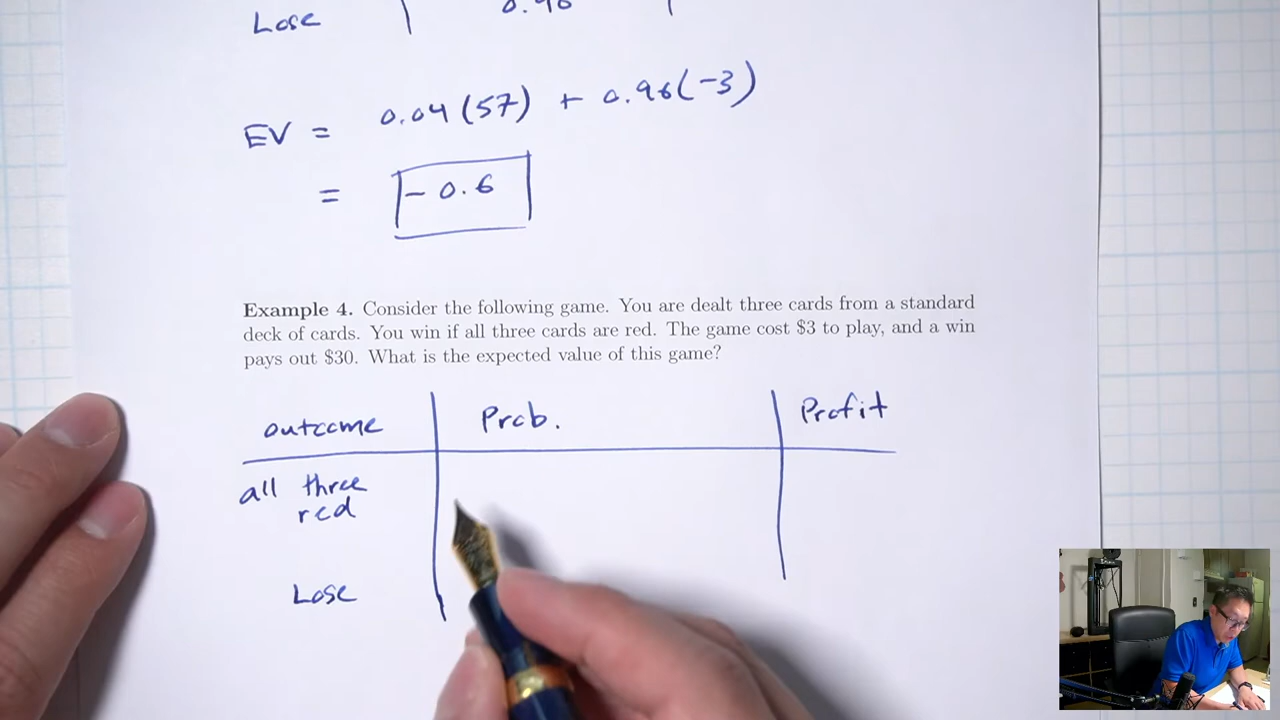 Lose
EV = 0.04 (57) + 0.96 (-3)
= -0.6
Example 4. Consider the following game. You are dealt three cards from a standard
deck of cards. You win if all three cards are red. The game cost $3 to play, and a win
pays out $30. What is the expected value of this game?
outcome Prob. Profit
all three
red
Lose